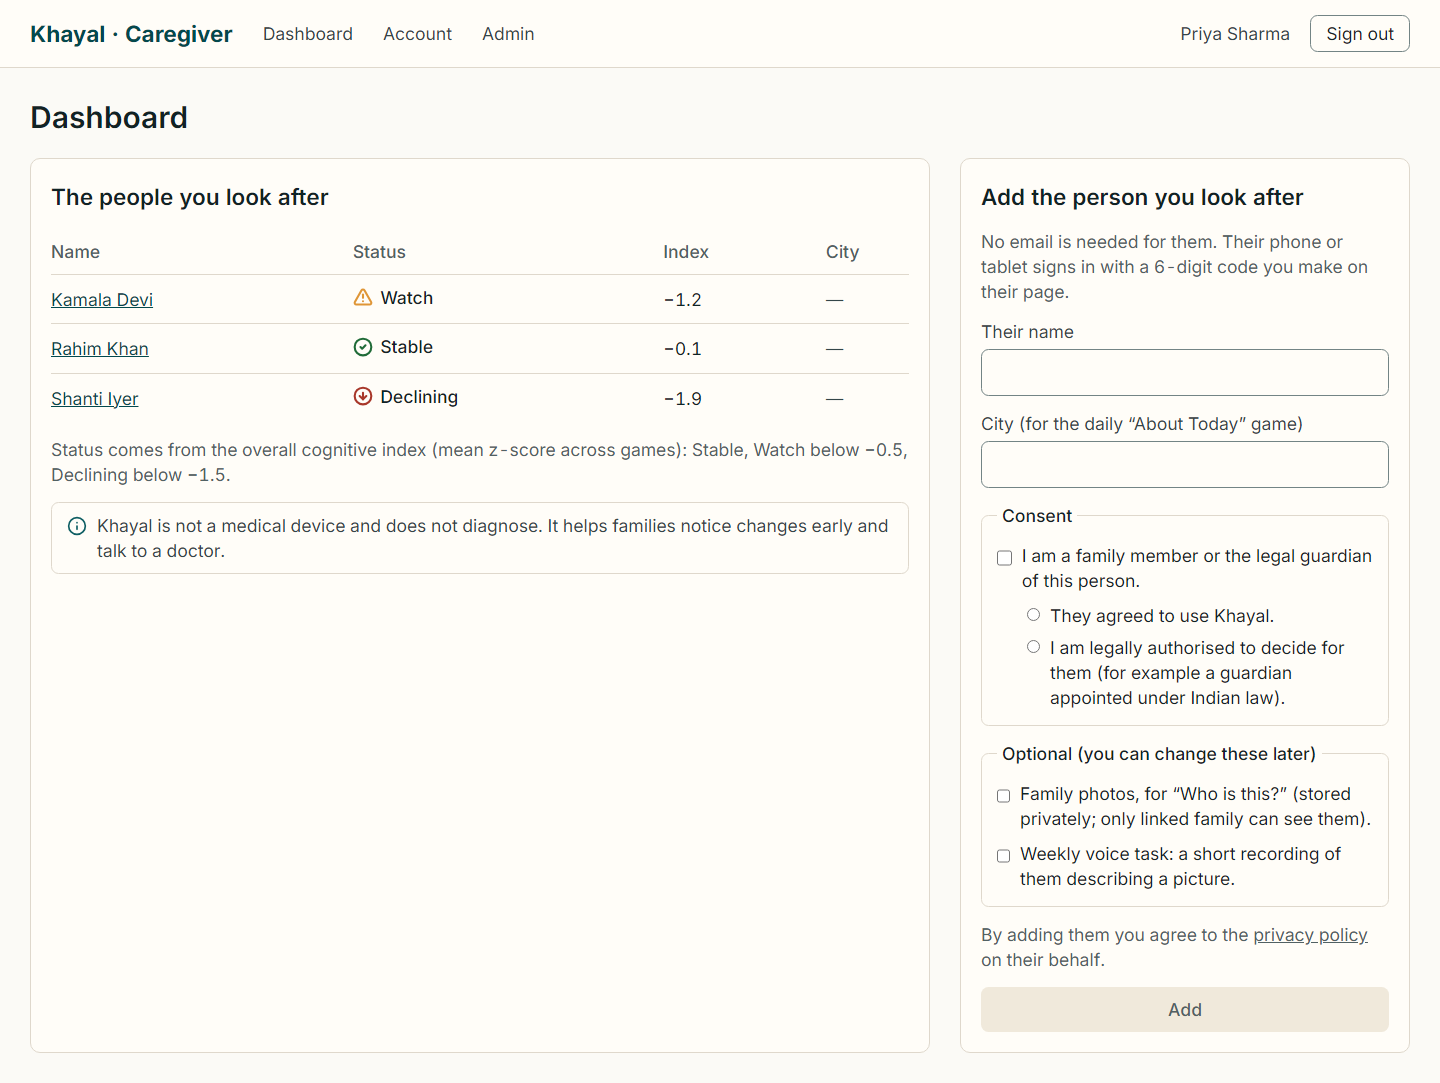 Khayal · Caregiver Dashboard Account Admin Priya Sharma Sign out
Dashboard
The people you look after
Name Status Index City
Kamala Devi Watch −1.2 —
Rahim Khan Stable −0.1 —
Shanti Iyer Declining −1.9 —
Status comes from the overall cognitive index (mean z-score across games): Stable, Watch below −0.5,
Declining below −1.5.
Khayal is not a medical device and does not diagnose. It helps families notice changes early and
talk to a doctor.
Add the person you look after
No email is needed for them. Their phone or
tablet signs in with a 6-digit code you make on
their page.
Their name
City (for the daily “About Today” game)
Consent
I am a family member or the legal guardian
of this person.
They agreed to use Khayal.
I am legally authorised to decide for
them (for example a guardian
appointed under Indian law).
Optional (you can change these later)
Family photos, for “Who is this?” (stored
privately; only linked family can see them).
Weekly voice task: a short recording of
them describing a picture.
By adding them you agree to the privacy policy
on their behalf.
Add